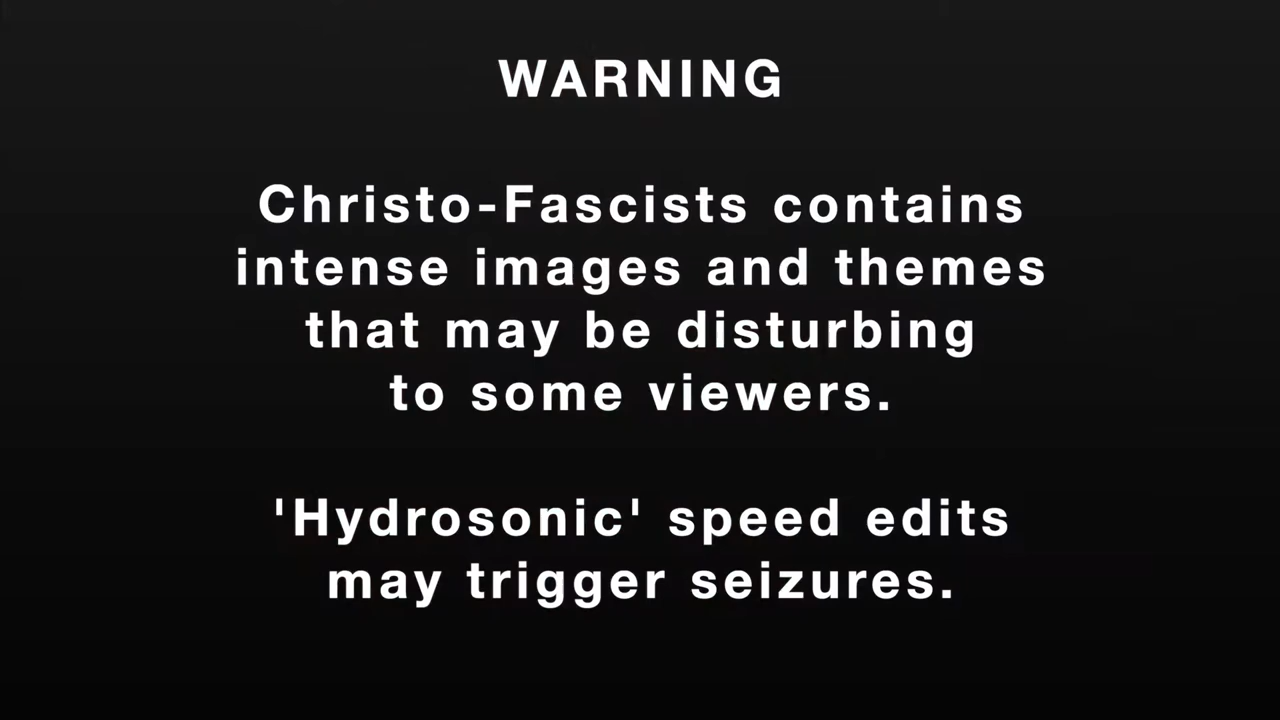 WARNING
Christo-Fascists contains
intense images and themes
that may be disturbing
to some viewers.
'Hydrosonic' speed edits
may trigger seizures.